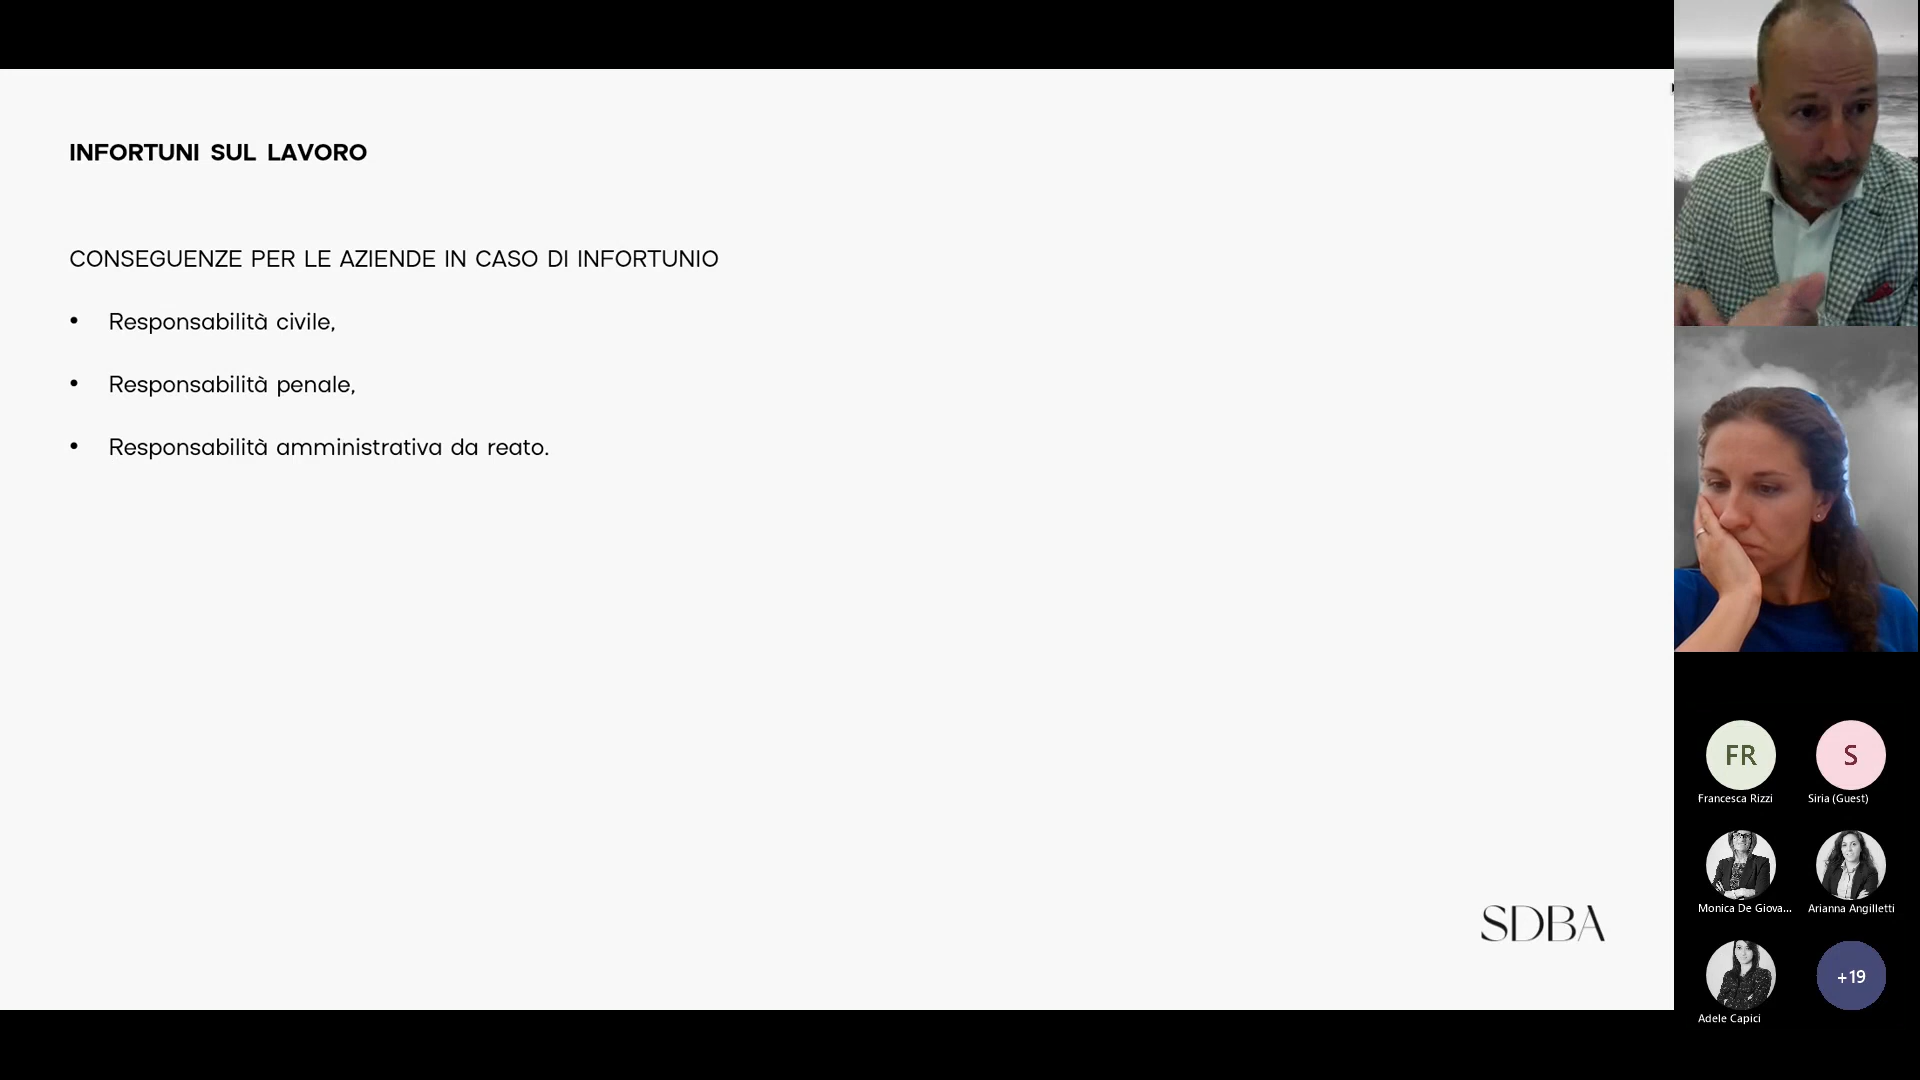 INFORTUNI SUL LAVORO
CONSEGUENZE PER LE AZIENDE IN CASO DI INFORTUNIO
• Responsabilità civile,
• Responsabilità penale,
• Responsabilità amministrativa da reato.
SDBA
FR
S
Francesca Rizzi
Siria (Guest)
Monica De Giova...
Arianna Angilletti
+19
Adele Capici